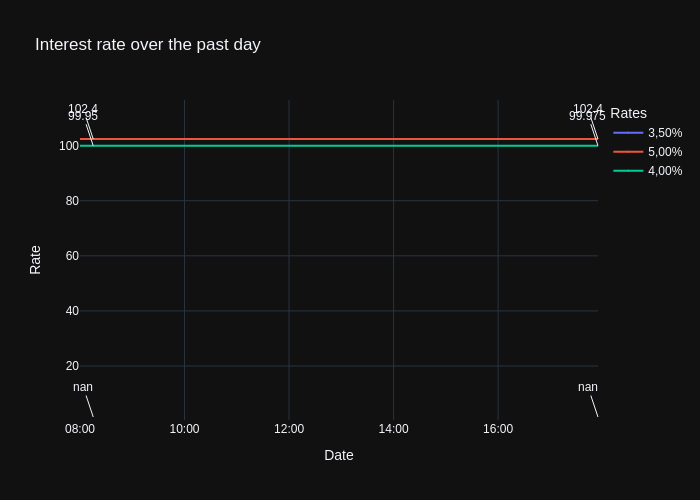 Interest rate over the past day
102.4
99.95
102.4
99.975
Rates
3,50%
5,00%
4,00%
100
80
60
40
20
Rate
nan
nan
08:00
10:00
12:00
14:00
16:00
Date